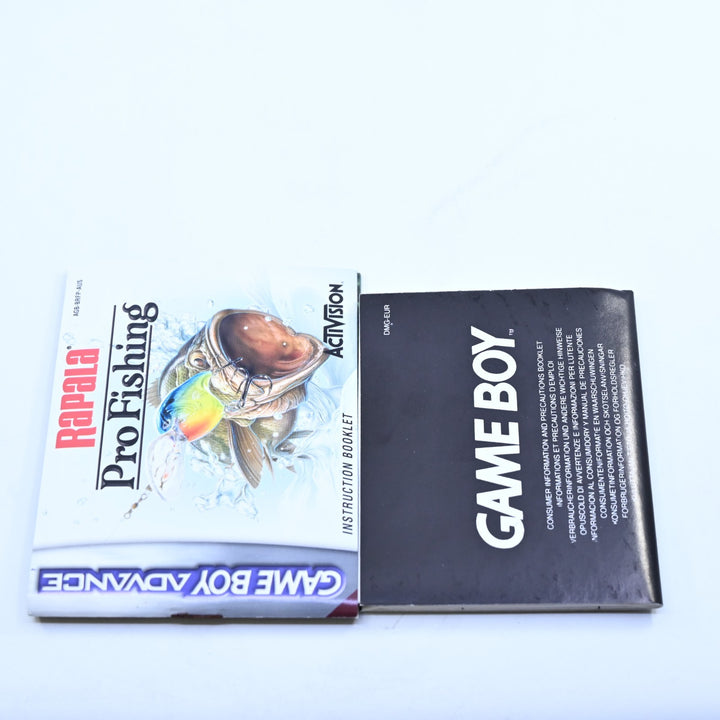 AGB-BRFP-AUS
RAPALA®
Pro Fishing
ACTIVISION
INSTRUCTION BOOKLET
GAME BOY ADVANCE
DMG-EUR
GAME BOY™
CONSUMER INFORMATION AND PRECAUTIONS BOOKLET
INFORMATIONS ET PRECAUTIONS D'EMPLOI
VERBRAUCHERINFORMATION UND ANDERE WICHTIGE HINWEISE
OPUSCOLO DI AVVERTENZE E INFORMAZIONI PER L'UTENTE
INFORMACION AL CONSUMIDOR Y MANUAL DE PRECAUCIONES
CONSUMENTENINFORMATIE EN WAARSCHUWINGEN
KONSUMETINFORMATION OCH SKÖTSELANVISNINGAR
FORBRUGERINFORMATION OG FORHOLDSREGLER